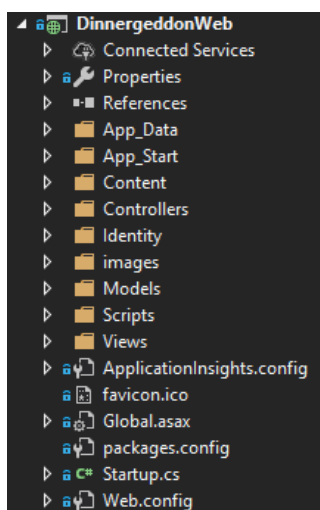 DinnergeddonWeb
Connected Services
Properties
References
App_Data
App_Start
Content
Controllers
Identity
images
Models
Scripts
Views
ApplicationInsights.config
favicon.ico
Global.asax
packages.config
C# Startup.cs
Web.config